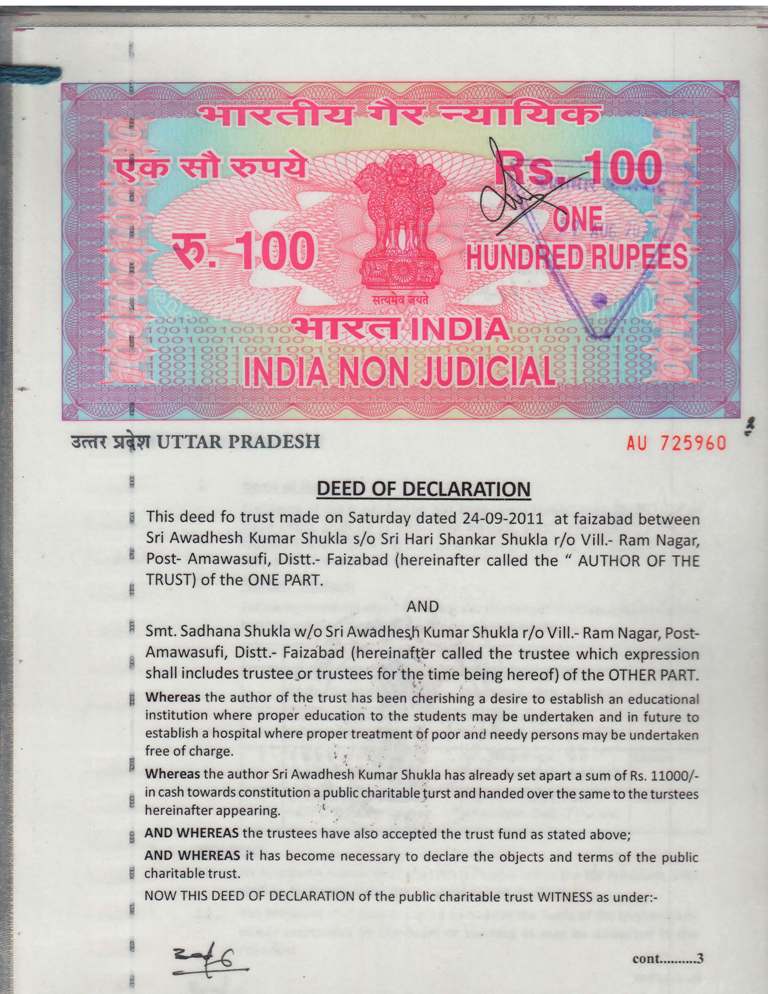 भारतीय गैर न्यायिक
एक सौ रुपये
Rs. 100
रु. 100
ONE
HUNDRED RUPEES
सत्यमेव जयते
भारत INDIA
INDIA NON JUDICIAL
उत्तर प्रदेश UTTAR PRADESH
AU 725960
DEED OF DECLARATION
This deed fo trust made on Saturday dated 24-09-2011 at faizabad between
Sri Awadhesh Kumar Shukla s/o Sri Hari Shankar Shukla r/o Vill.- Ram Nagar,
Post- Amawasufi, Distt.- Faizabad (hereinafter called the “ AUTHOR OF THE
TRUST) of the ONE PART.
AND
Smt. Sadhana Shukla w/o Sri Awadhesh Kumar Shukla r/o Vill.- Ram Nagar, Post-
Amawasufi, Distt.- Faizabad (hereinafter called the trustee which expression
shall includes trustee or trustees for the time being hereof) of the OTHER PART.
Whereas the author of the trust has been cherishing a desire to establish an educational
institution where proper education to the students may be undertaken and in future to
establish a hospital where proper treatment of poor and needy persons may be undertaken
free of charge.
Whereas the author Sri Awadhesh Kumar Shukla has already set apart a sum of Rs. 11000/-
in cash towards constitution a public charitable turst and handed over the same to the turstees
hereinafter appearing.
AND WHEREAS the trustees have also accepted the trust fund as stated above;
AND WHEREAS it has become necessary to declare the objects and terms of the public
charitable trust.
NOW THIS DEED OF DECLARATION of the public charitable trust WITNESS as under:-
cont..........3